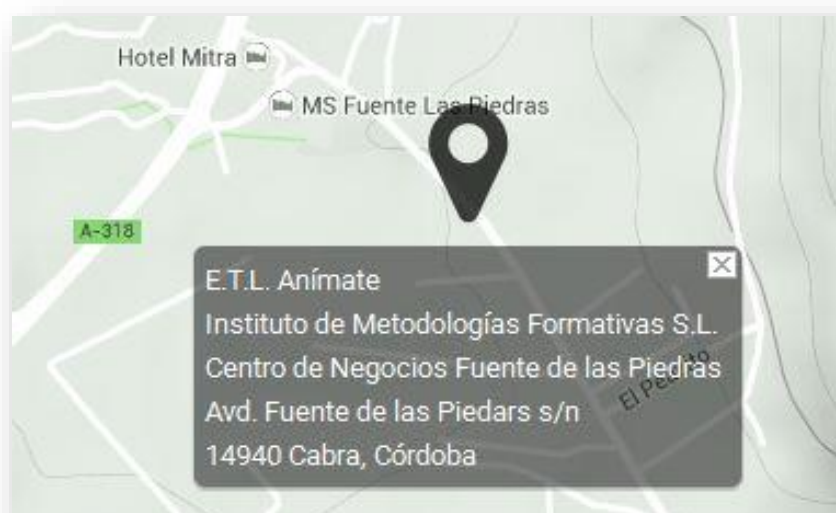 Hotel Mitra
MS Fuente Las Piedras
A-318
E.T.L. Anímate
Instituto de Metodologías Formativas S.L.
Centro de Negocios Fuente de las Piedras
El Pedrito
Avd. Fuente de las Piedars s/n
14940 Cabra, Córdoba